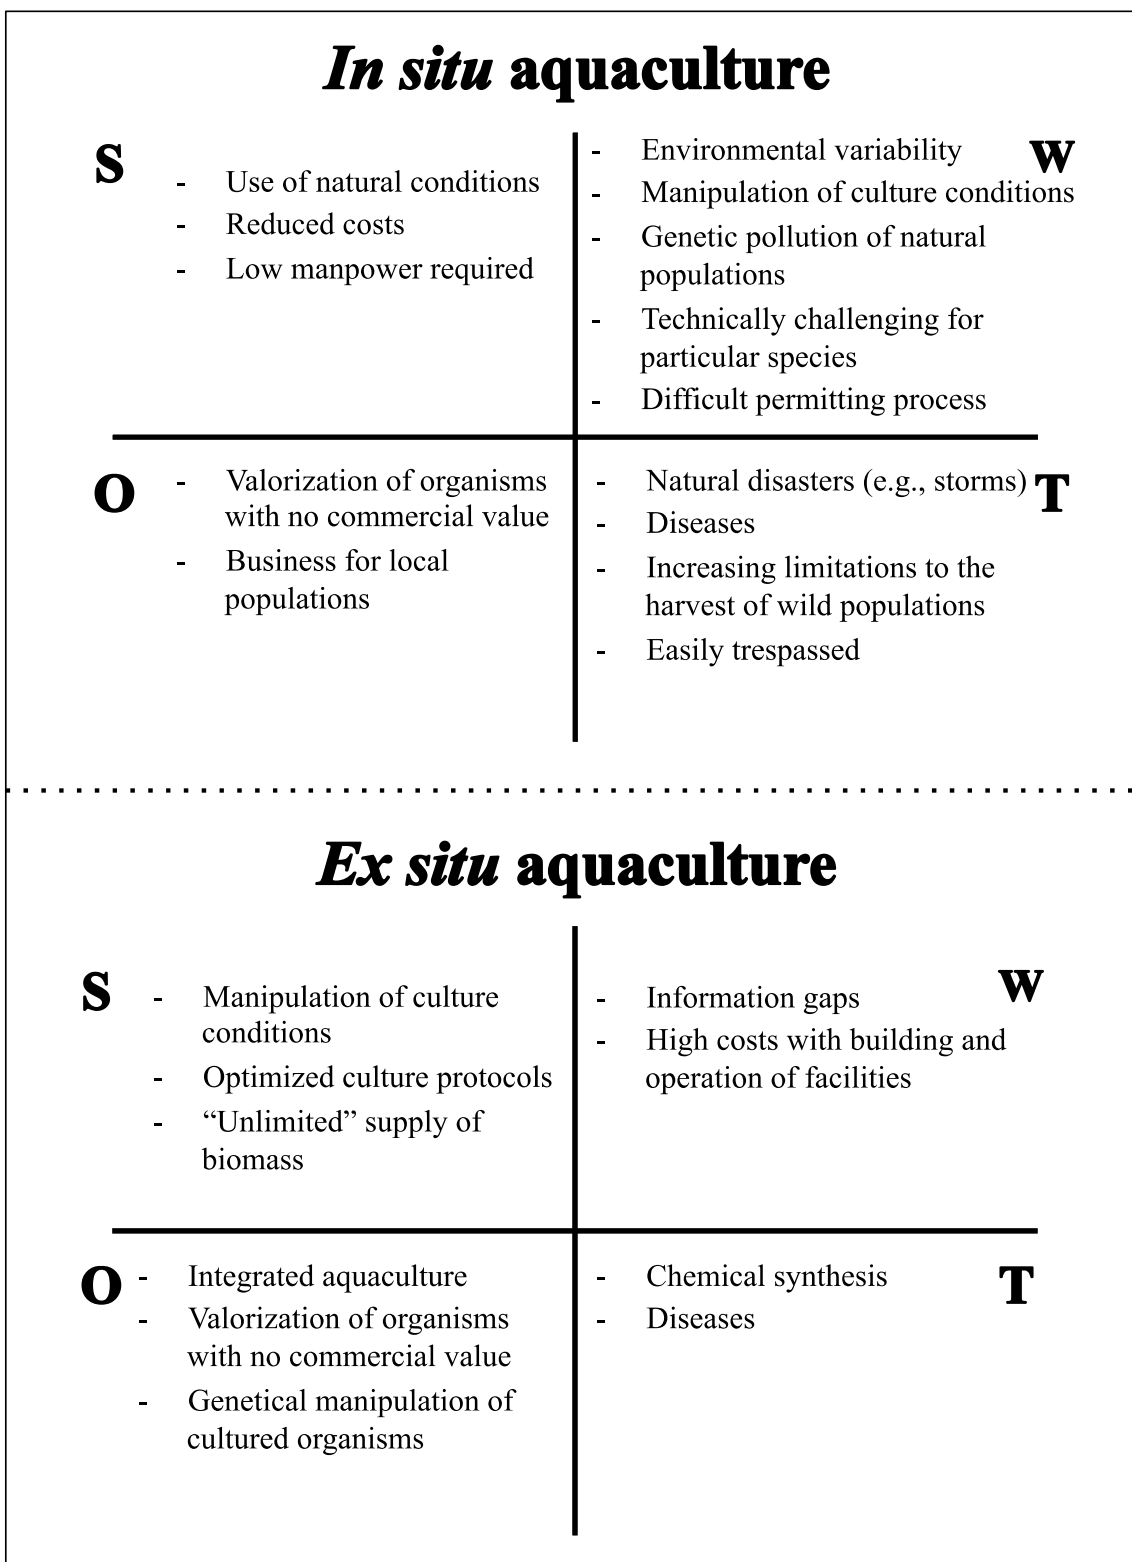 In situ aquaculture
S
- Use of natural conditions
- Reduced costs
- Low manpower required
W
- Environmental variability
- Manipulation of culture conditions
- Genetic pollution of natural
populations
- Technically challenging for
particular species
- Difficult permitting process
O
- Valorization of organisms
with no commercial value
- Business for local
populations
T
- Natural disasters (e.g., storms)
- Diseases
- Increasing limitations to the
harvest of wild populations
- Easily trespassed
Ex situ aquaculture
S
- Manipulation of culture
conditions
- Optimized culture protocols
- “Unlimited” supply of
biomass
W
- Information gaps
- High costs with building and
operation of facilities
O
- Integrated aquaculture
- Valorization of organisms
with no commercial value
- Genetical manipulation of
cultured organisms
T
- Chemical synthesis
- Diseases